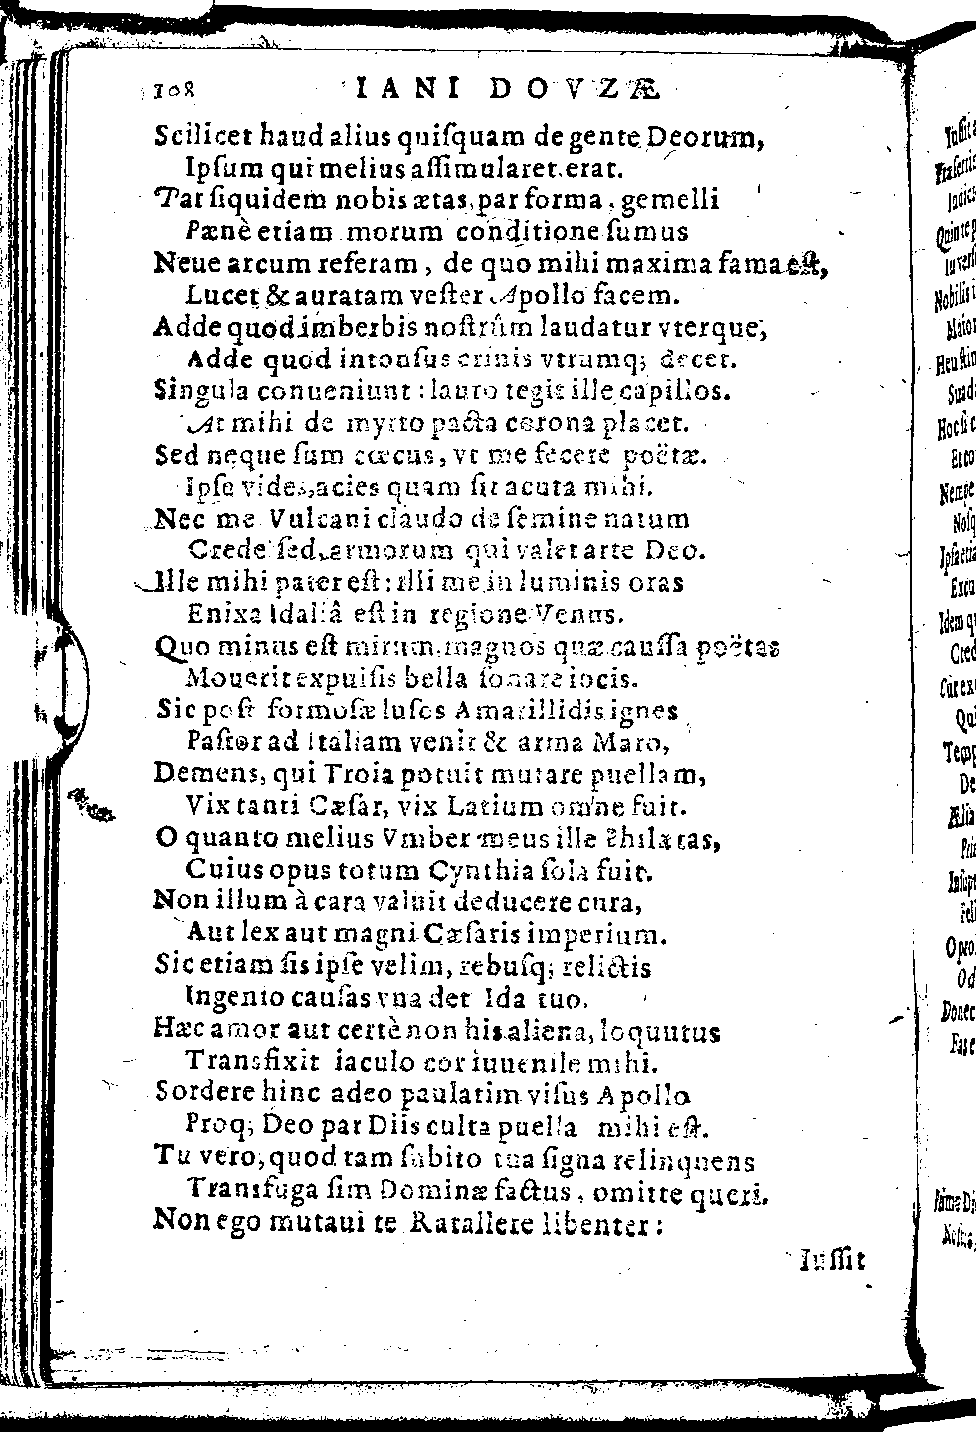 108 IANI DOVZÆ
Scilicet haud alius quiſquam de gente Deorum,
Ipſum qui melius aſſimularet, erat.
Par ſiquidem nobis ætas, par forma, gemelli
Pænè etiam morum conditione ſumus
Neue arcum referam, de quo mihi maxima fama eſt,
Lucet & auratam veſter Apollo facem.
Adde quod imberbis noſtrûm laudatur vterque,
Adde quod intonſus crinis vtrumq; decet.
Singula conueniunt: lauro tegit ille capillos.
At mihi de myrto pacta corona placet.
Sed neque ſum cœcus, vt me fecere poëtæ.
Ipſe vides, acies quam ſit acuta mihi.
Nec me Vulcani claudo de ſemine natum
Crede ſed, armorum qui valet arte Deo.
Ille mihi pater eſt: illi me in luminis oras
Enixa Idaliâ eſt in regione Venus.
Quo minus eſt mirum, magnos quæ cauſſa poëtas
Mouerit expulſis bella ſonare iocis.
Sic poſt formoſæ luſos Amarillidis ignes
Paſtor ad Italiam venit & arma Maro,
Demens, qui Troia potuit mutare puellam,
Vix tanti Cæſar, vix Latium omne fuit.
O quanto melius Vmber meus ille Philætas,
Cuius opus totum Cynthia ſola fuit.
Non illum à cara valuit deducere cura,
Aut lex aut magni Cæſaris imperium.
Sic etiam ſis ipſe velim, rebuſq; relictis
Ingenio cauſas vna det Ida tuo.
Hæc amor aut certè non his aliena, loquutus
Transfixit iaculo cor iuuenile mihi.
Sordere hinc adeo paulatim viſus Apollo
Proq; Deo par Diis culta puella mihi eſt.
Tu vero, quod tam ſubito tua ſigna relinquens
Transfuga ſim Dominæ factus, omitte queri.
Non ego mutaui te Ratallere libenter:
Iuſſit